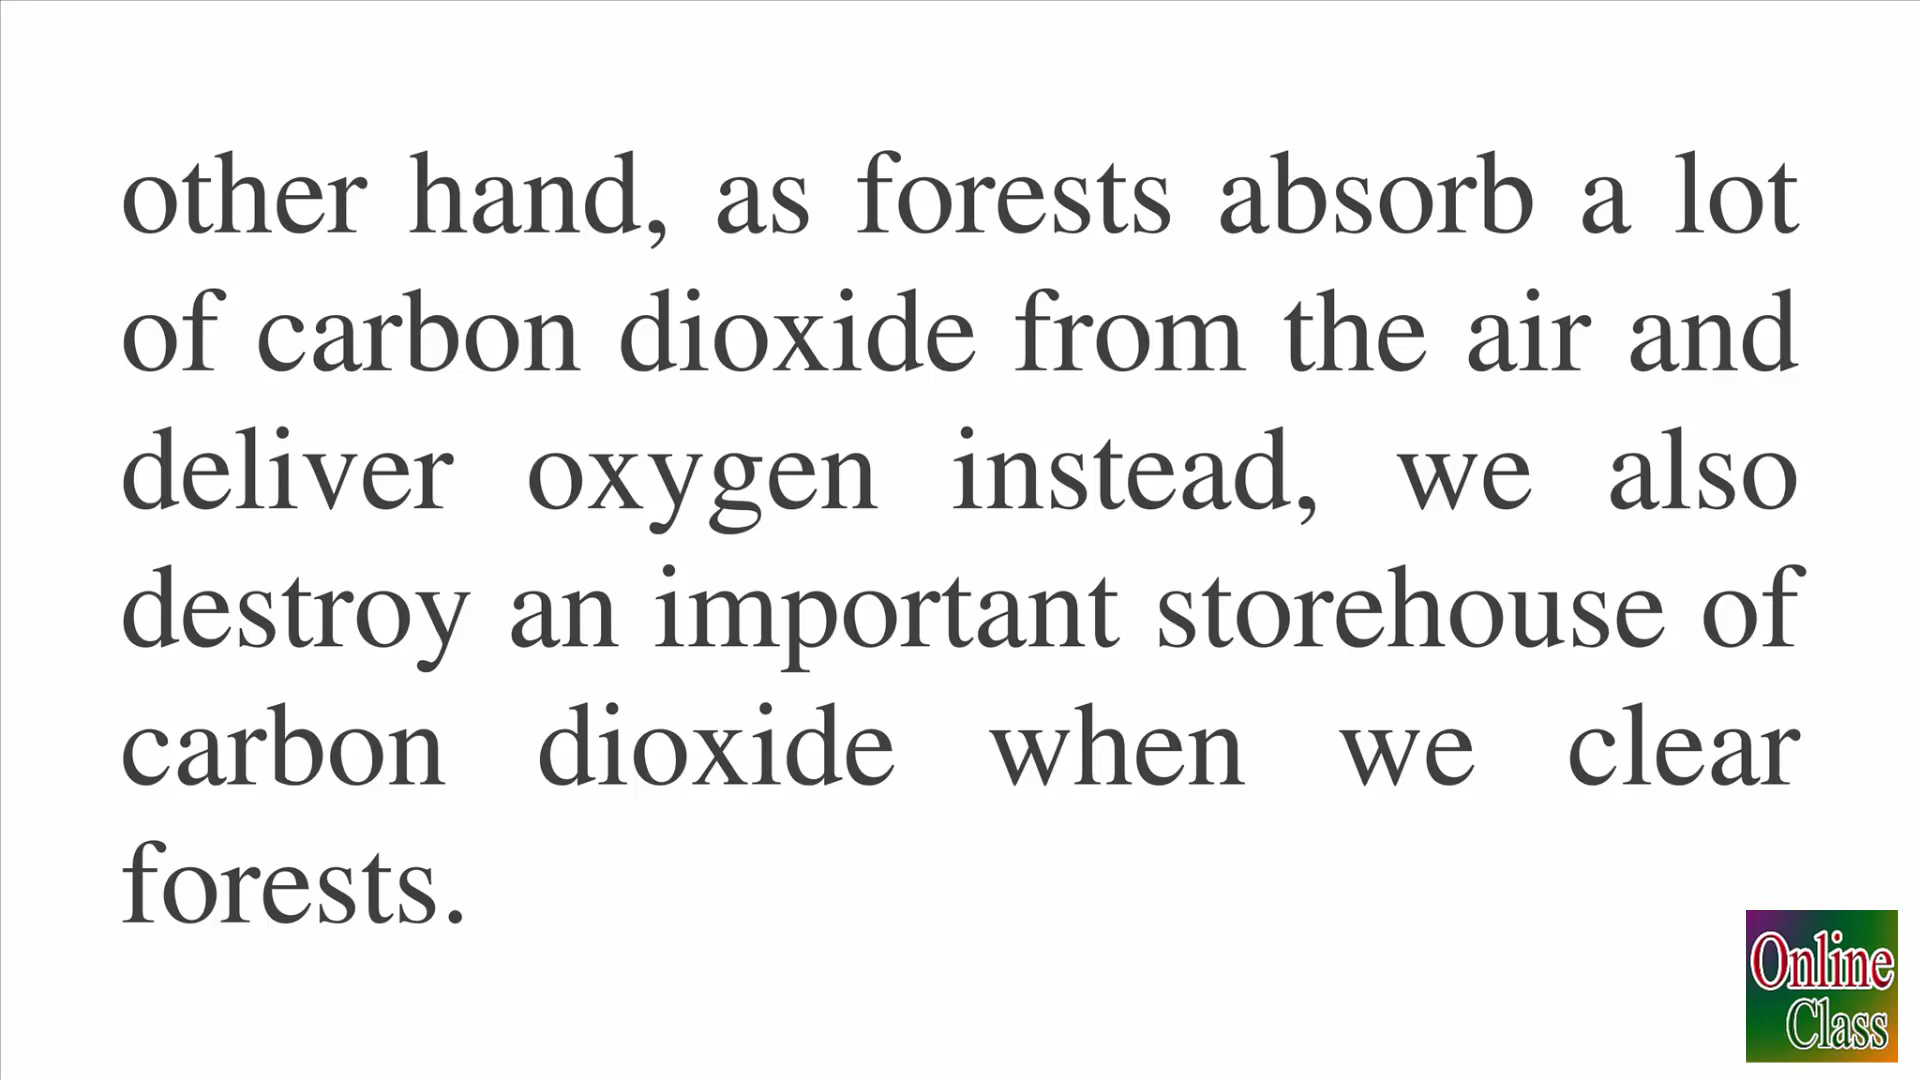 other hand, as forests absorb a lot
of carbon dioxide from the air and
deliver oxygen instead, we also
destroy an important storehouse of
carbon dioxide when we clear
forests.
Online
Class